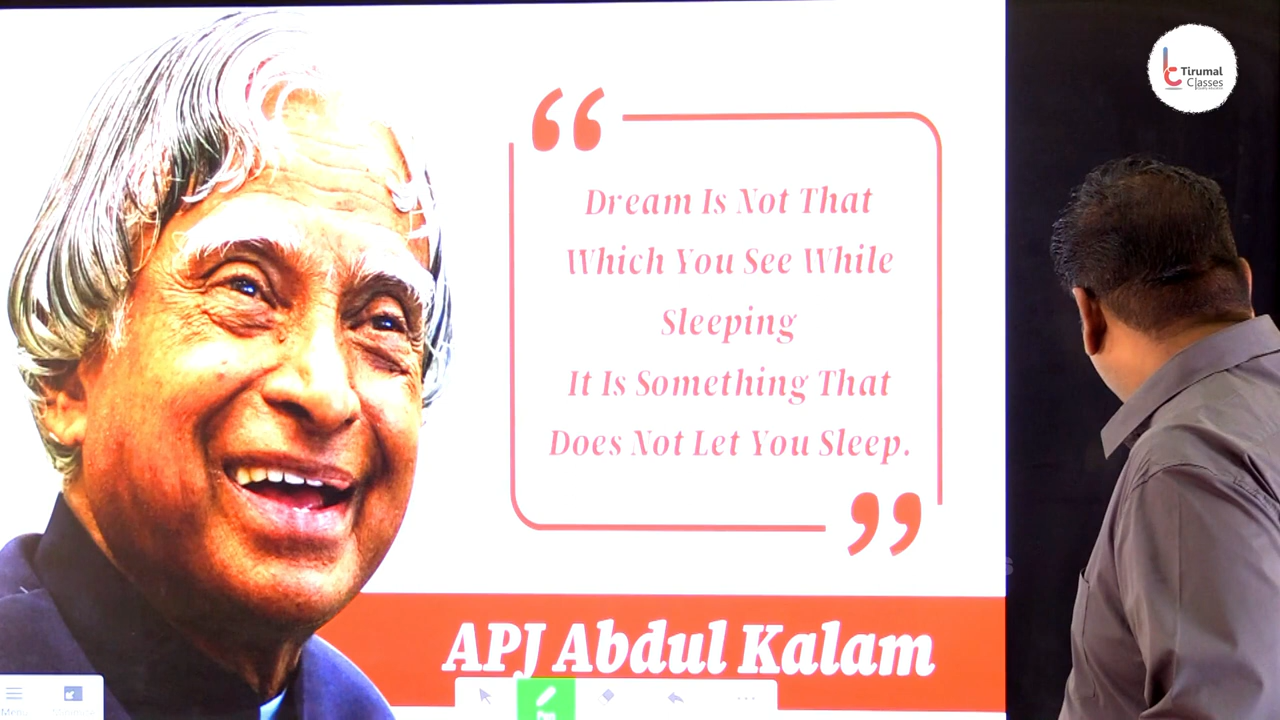 Tirumal
Classes
Dream Is Not That
Which You See While
Sleeping
It Is Something That
Does Not Let You Sleep.
APJ Abdul Kalam
Menu